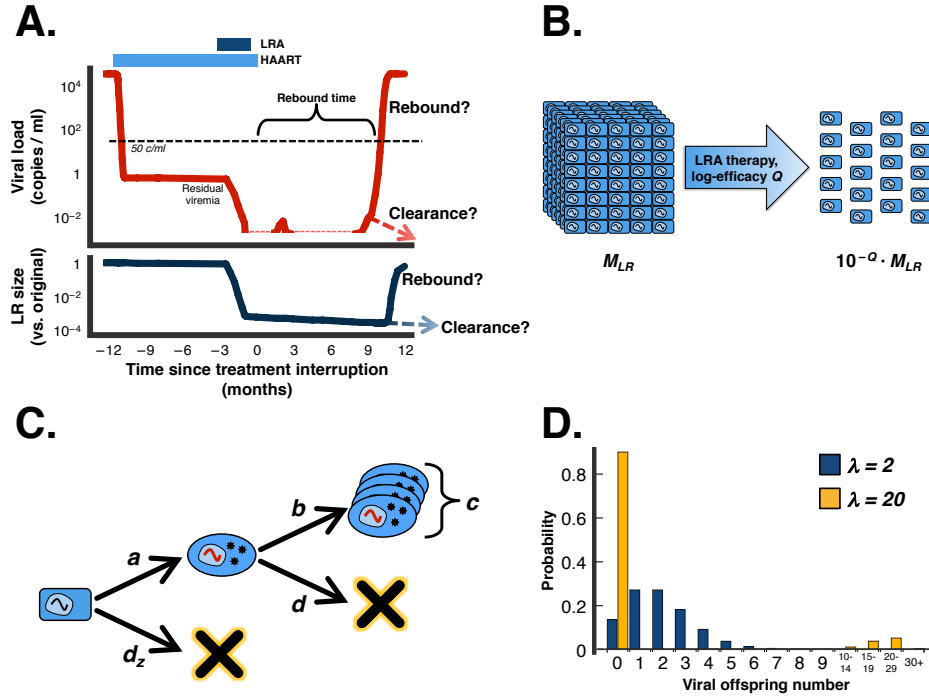 A.
LRA
HAART
Viral load
(copies / ml)
10⁴
10²
1
10⁻²
Rebound time
50 c/ml
Residual
viremia
Rebound?
Clearance?
LR size
(vs. original)
1
10⁻²
10⁻⁴
Rebound?
Clearance?
−12 −9 −6 −3 0 3 6 9 12
Time since treatment interruption
(months)
B.
LRA therapy,
log-efficacy Q
M_LR
10⁻Q · M_LR
C.
a
b
c
d
d_z
D.
Probability
0.8
0.6
0.4
0.2
0
λ = 2
λ = 20
0 1 2 3 4 5 6 7 8 9 10-14 15-19 20-29 30+
Viral offspring number